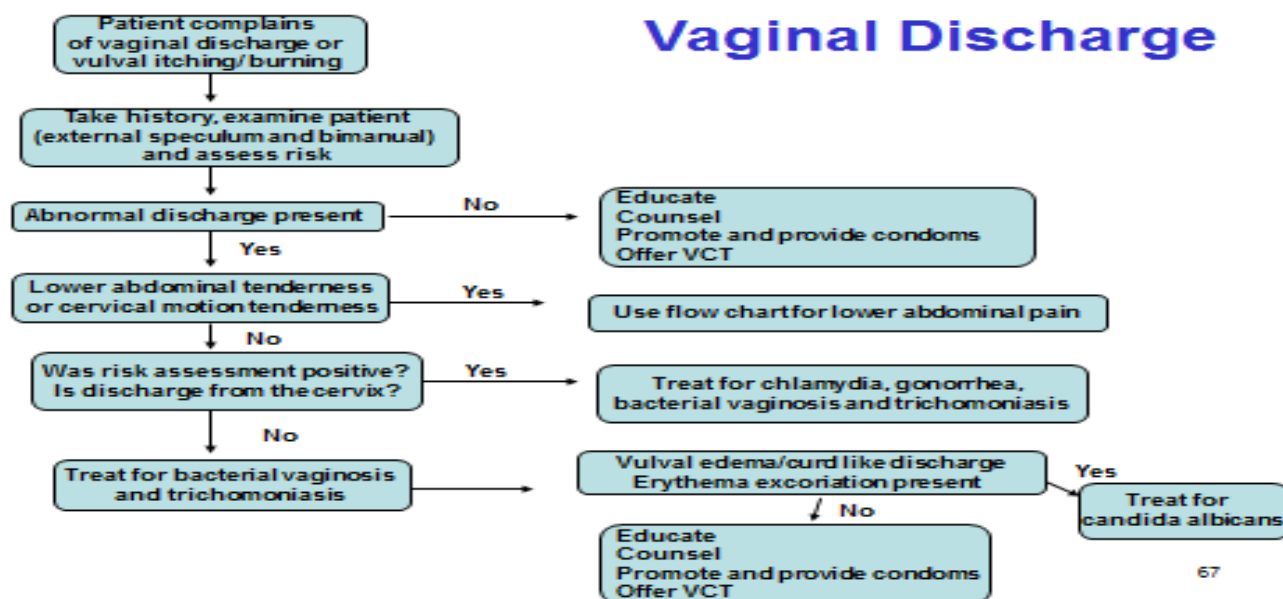 Vaginal Discharge
Patient complains
of vaginal discharge or
vulval itching/burning
Take history, examine patient
(external speculum and bimanual)
and assess risk
Abnormal discharge present
No
Educate
Counsel
Promote and provide condoms
Offer VCT
Yes
Lower abdominal tenderness
or cervical motion tenderness
Yes
Use flow chart for lower abdominal pain
No
Was risk assessment positive?
Is discharge from the cervix?
Yes
Treat for chlamydia, gonorrhea,
bacterial vaginosis and trichomoniasis
No
Treat for bacterial vaginosis
and trichomoniasis
Vulval edema/curd like discharge
Erythema excoriation present
Yes
Treat for
candida albicans
No
Educate
Counsel
Promote and provide condoms
Offer VCT
67